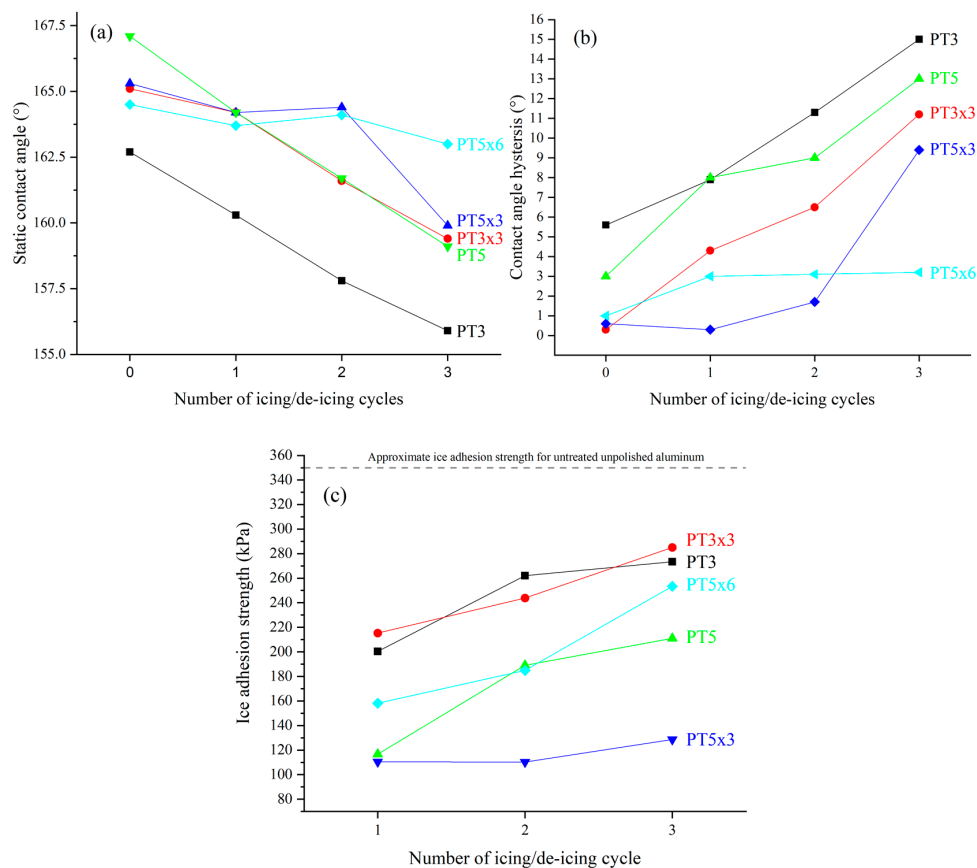 (a)
Static contact angle (°)
167.5
165.0
162.5
160.0
157.5
155.0
PT5x6
PT5x3
PT3x3
PT5
PT3
0 1 2 3
Number of icing/de-icing cycles
(b)
Contact angle hystersis (°)
16
15
14
13
12
11
10
9
8
7
6
5
4
3
2
1
0
PT3
PT5
PT3x3
PT5x3
PT5x6
0 1 2 3
Number of icing/de-icing cycles
(c)
Approximate ice adhesion strength for untreated unpolished aluminum
Ice adhesion strength (kPa)
360
340
320
300
280
260
240
220
200
180
160
140
120
100
80
PT3x3
PT3
PT5x6
PT5
PT5x3
1 2 3
Number of icing/de-icing cycle